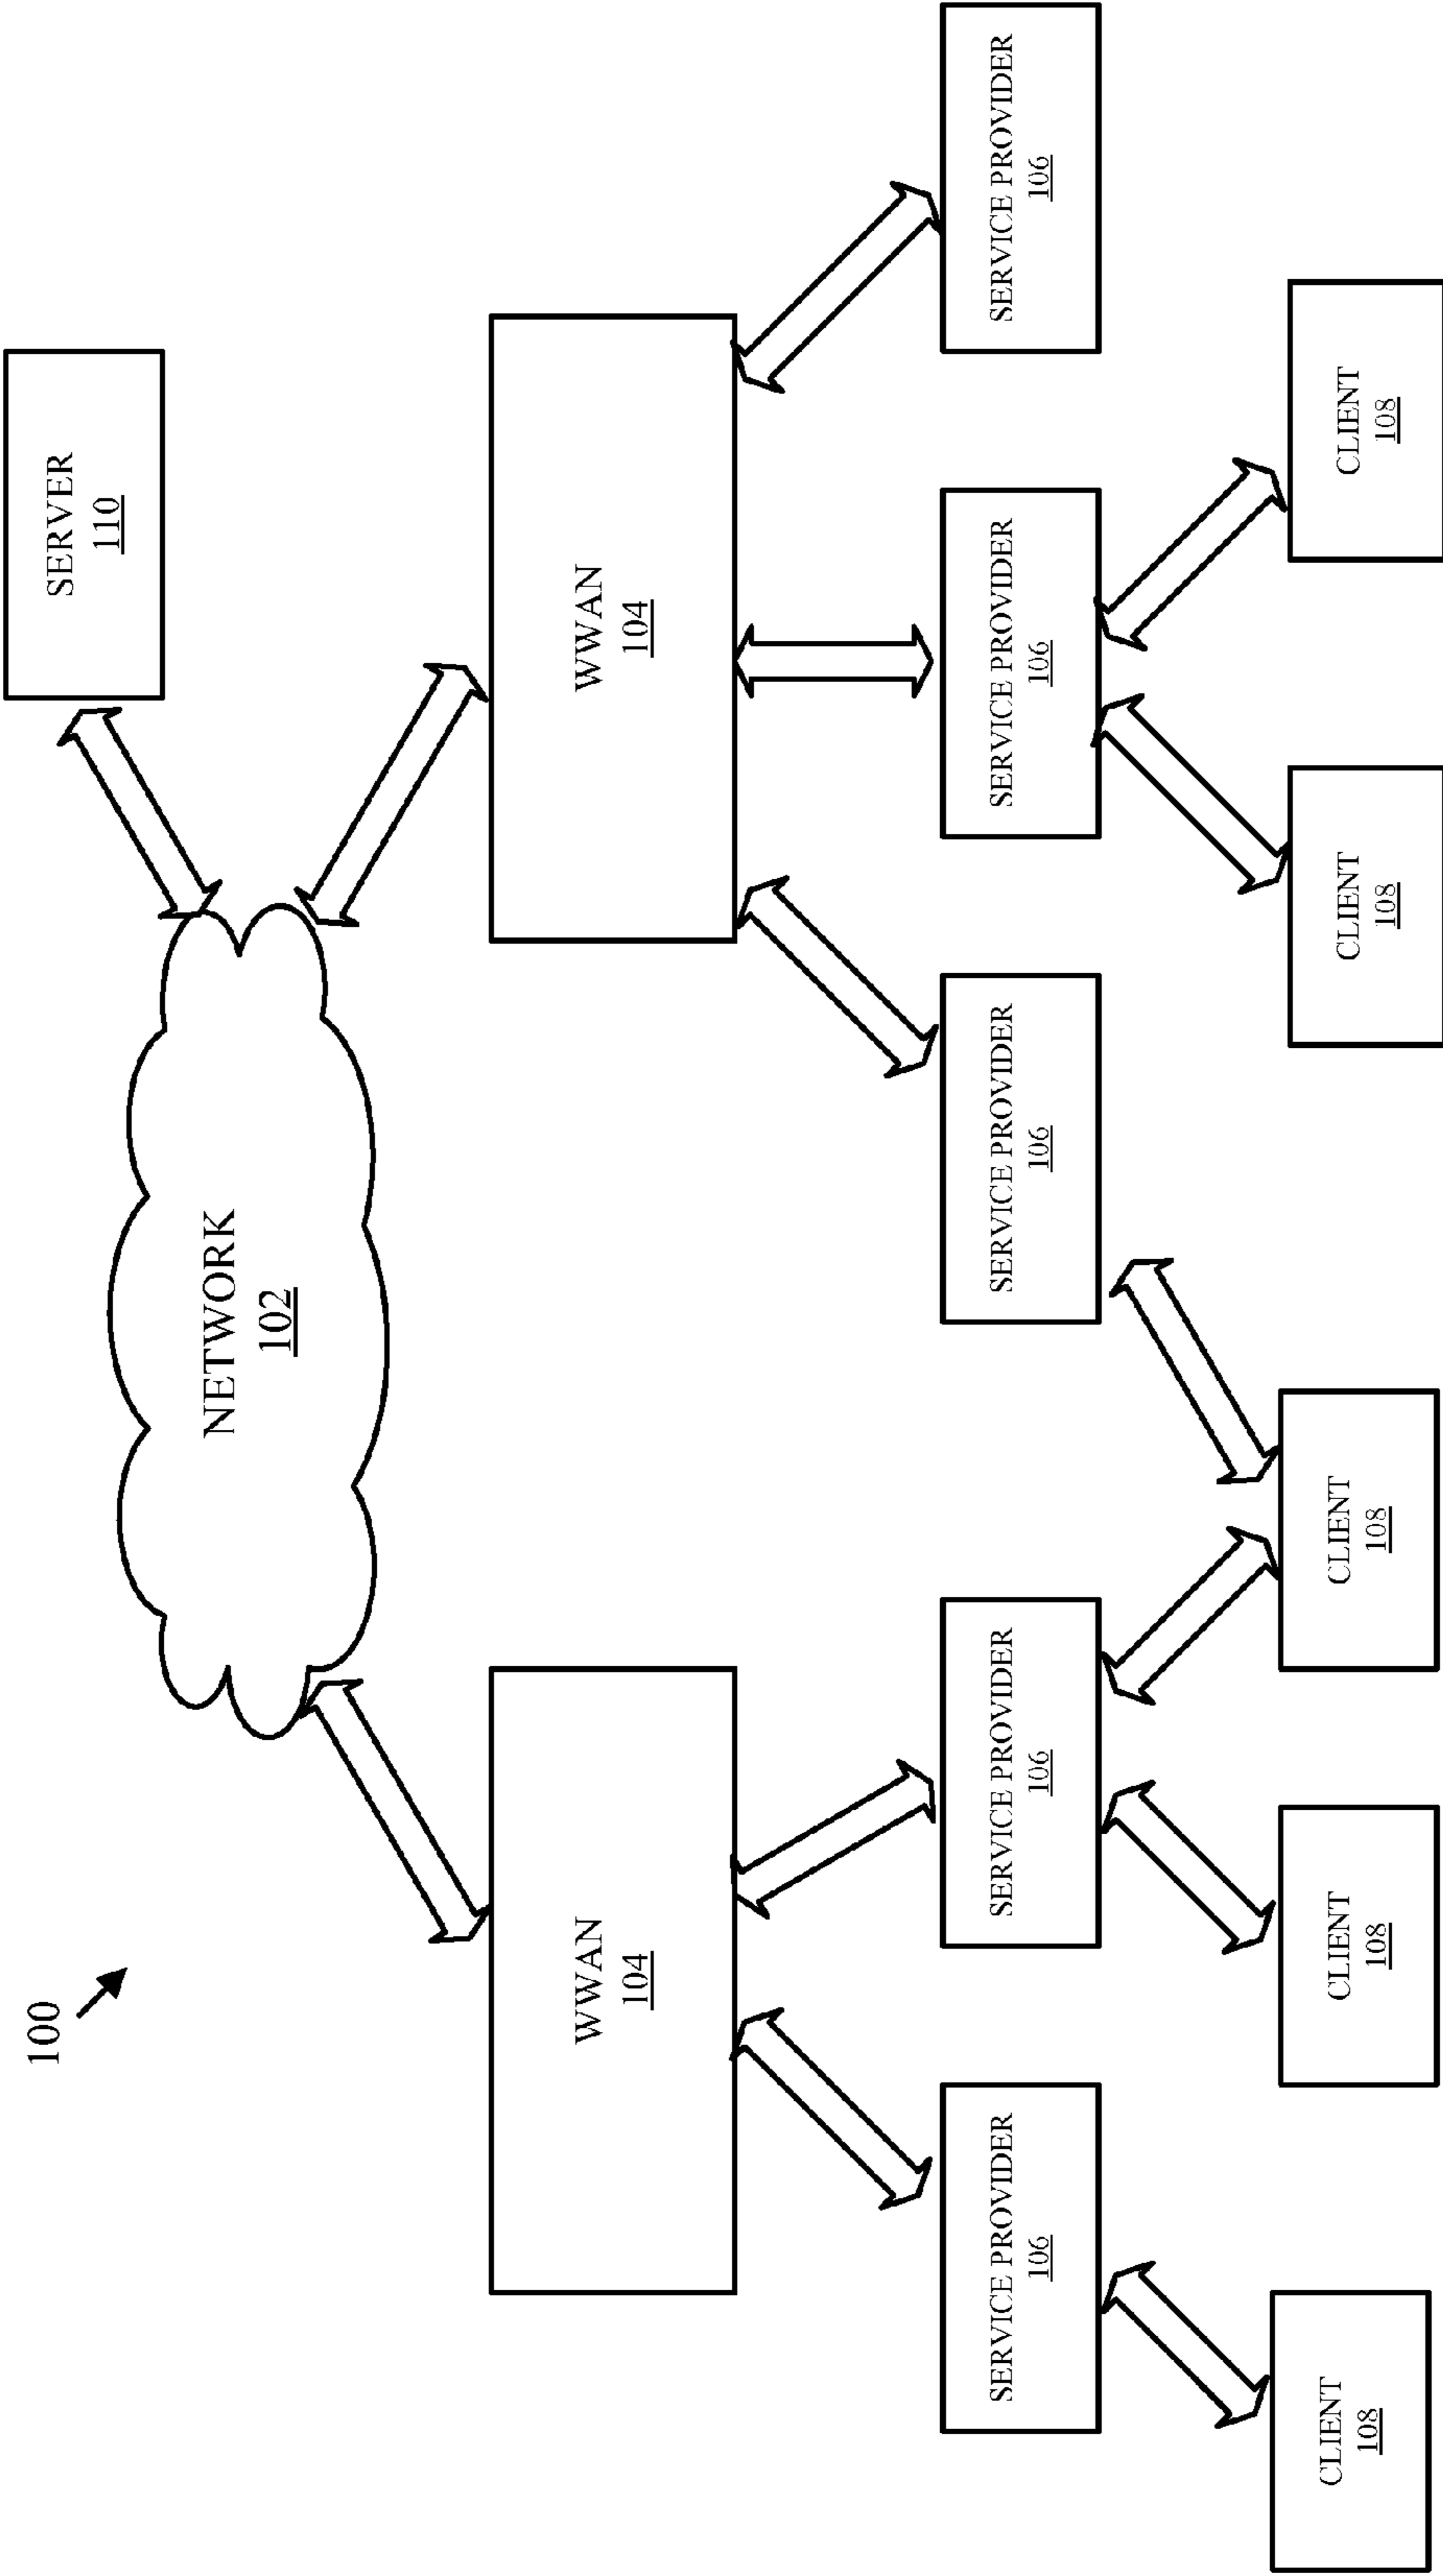 100
SERVER
110
NETWORK
102
WWAN
104
WWAN
104
SERVICE PROVIDER
106
SERVICE PROVIDER
106
SERVICE PROVIDER
106
SERVICE PROVIDER
106
SERVICE PROVIDER
106
CLIENT
108
CLIENT
108
CLIENT
108
CLIENT
108
CLIENT
108